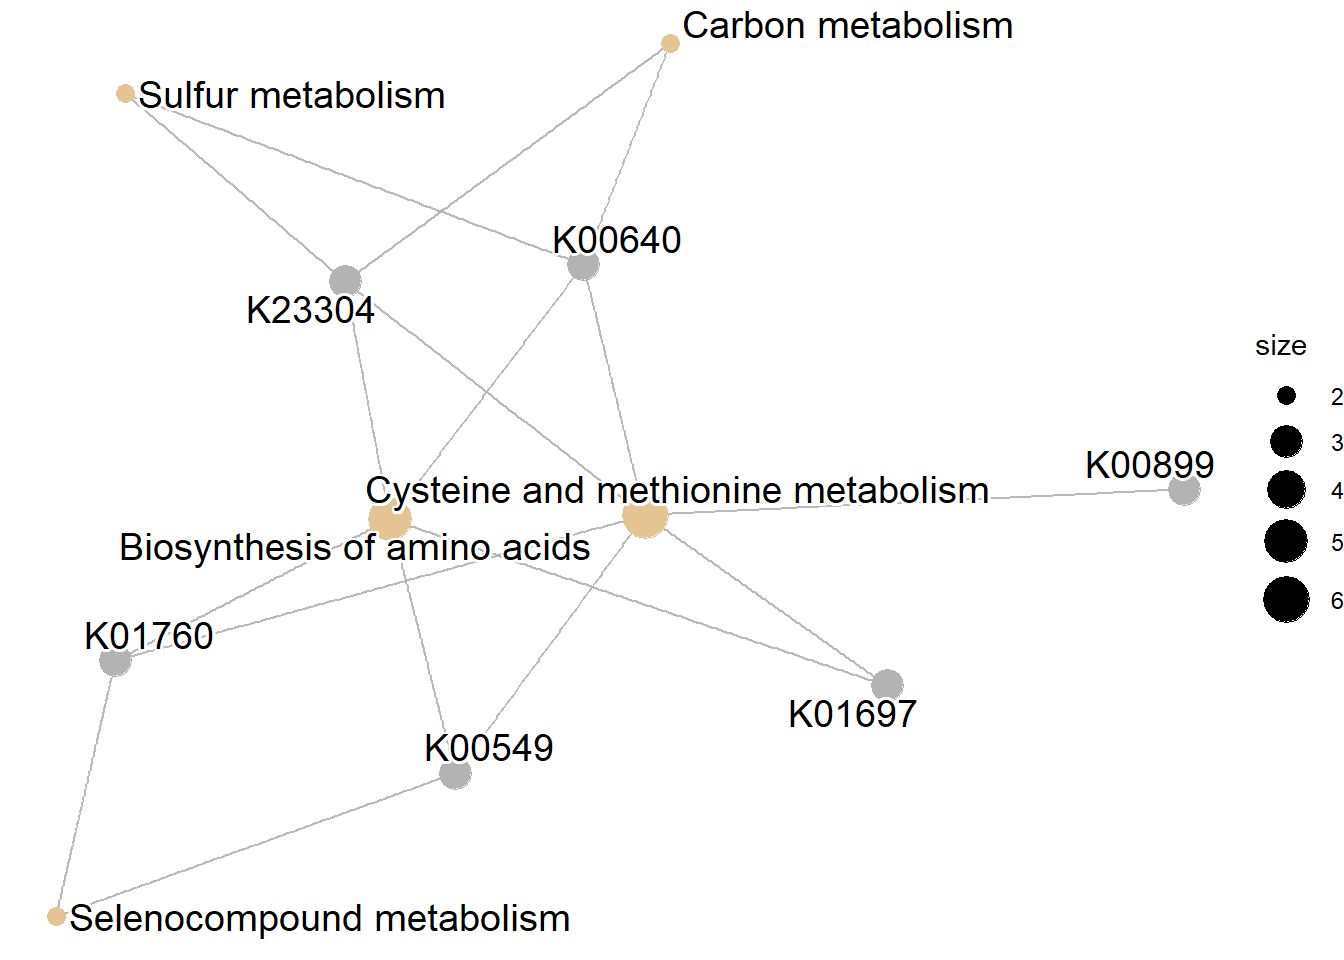 Carbon metabolism
Sulfur metabolism
K00640
K23304
size
2
3
4
5
6
K00899
Cysteine and methionine metabolism
Biosynthesis of amino acids
K01760
K01697
K00549
Selenocompound metabolism